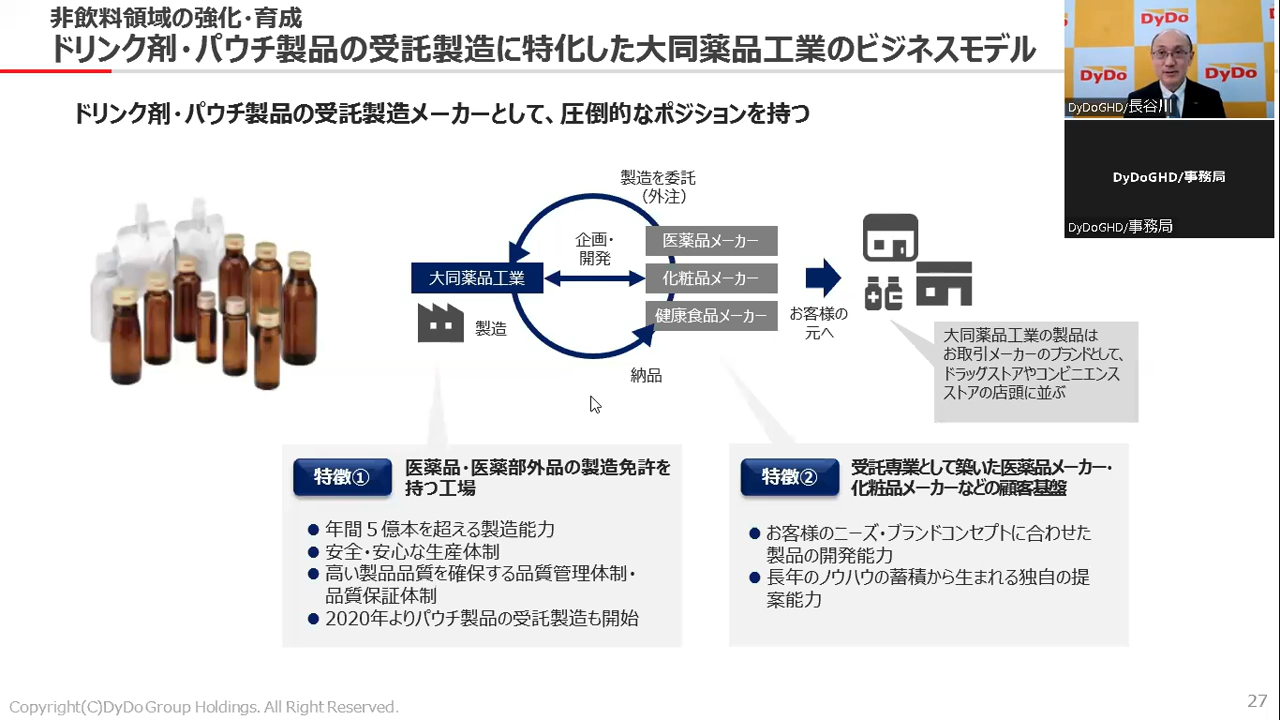 非飲料領域の強化・育成
ドリンク剤・パウチ製品の受託製造に特化した大同薬品工業のビジネスモデル
ドリンク剤・パウチ製品の受託製造メーカーとして、圧倒的なポジションを持つ
DyDo
DyDo
DyDo
DyDoGHD/長谷川
DyDoGHD/事務局
DyDoGHD/事務局
製造を委託
（外注）
企画・
開発
大同薬品工業
製造
医薬品メーカー
化粧品メーカー
健康食品メーカー
納品
お客様の
元へ
大同薬品工業の製品は
お取引メーカーのブランドとして、
ドラッグストアやコンビニエンス
ストアの店頭に並ぶ
特徴①
医薬品・医薬部外品の製造免許を
持つ工場
● 年間５億本を超える製造能力
● 安全・安心な生産体制
● 高い製品品質を確保する品質管理体制・
品質保証体制
● 2020年よりパウチ製品の受託製造も開始
特徴②
受託専業として築いた医薬品メーカー・
化粧品メーカーなどの顧客基盤
● お客様のニーズ・ブランドコンセプトに合わせた
製品の開発能力
● 長年のノウハウの蓄積から生まれる独自の提
案能力
Copyright(C)DyDo Group Holdings. All Right Reserved.
27